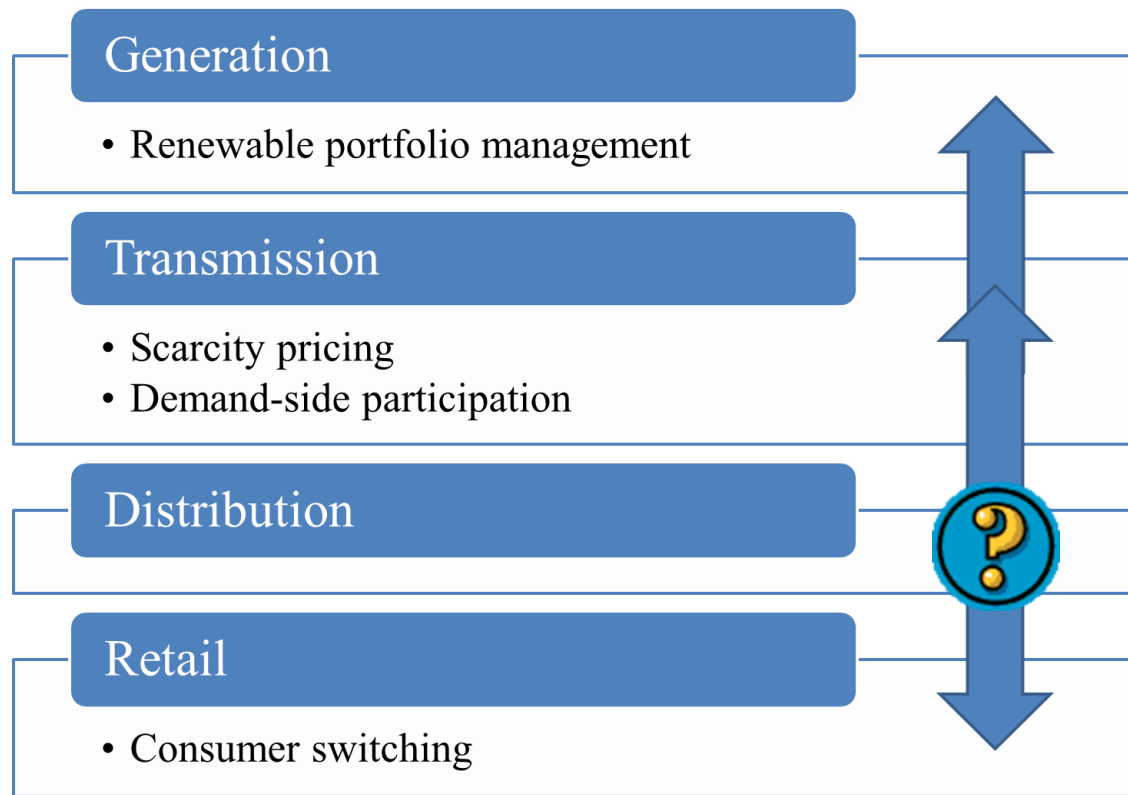 Generation
• Renewable portfolio management
Transmission
• Scarcity pricing
• Demand-side participation
Distribution
?
Retail
• Consumer switching